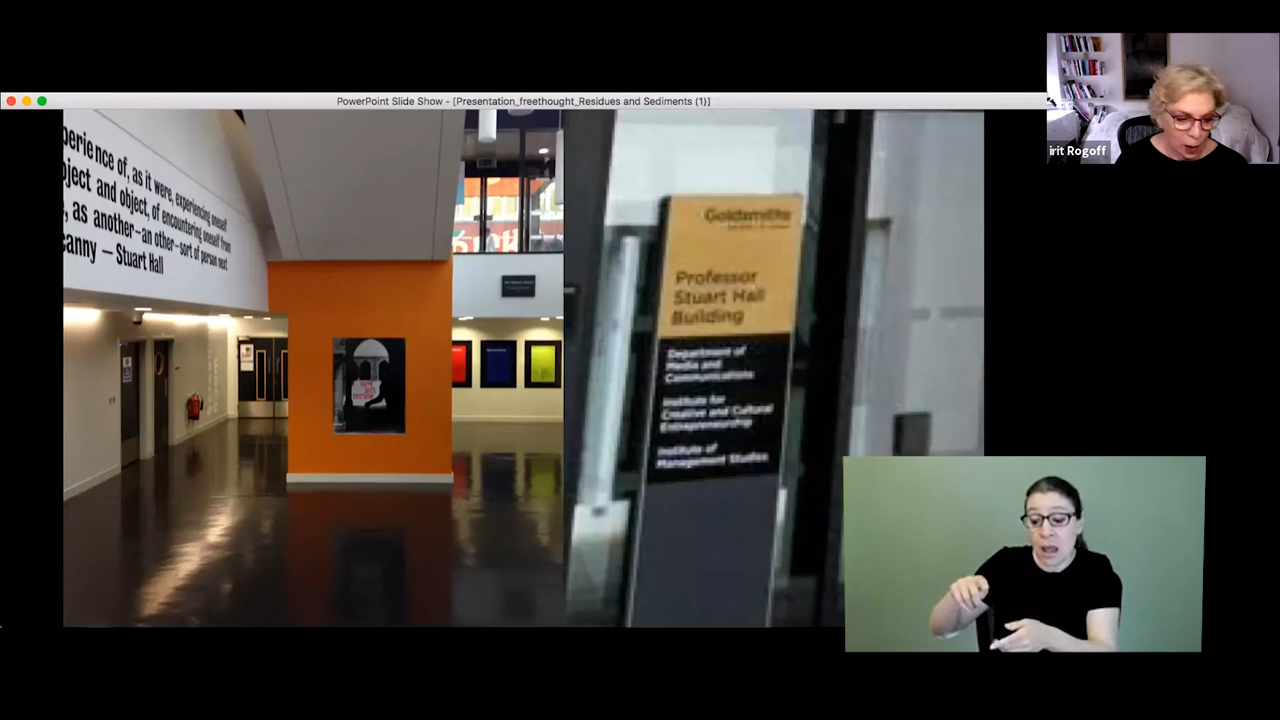 PowerPoint Slide Show - [Presentation_freethought_Residues and Sediments (1)]
irit Rogoff
perience of, as it were, experiencing oneself
bject and object, of encountering oneself from
, as another—an other—sort of person next
canny – Stuart Hall
Goldsmiths
Professor
Stuart Hall
Building
Department of
Media and
Communications
Institute for
Creative and Cultural
Entrepreneurship
Institute of
Management Studies